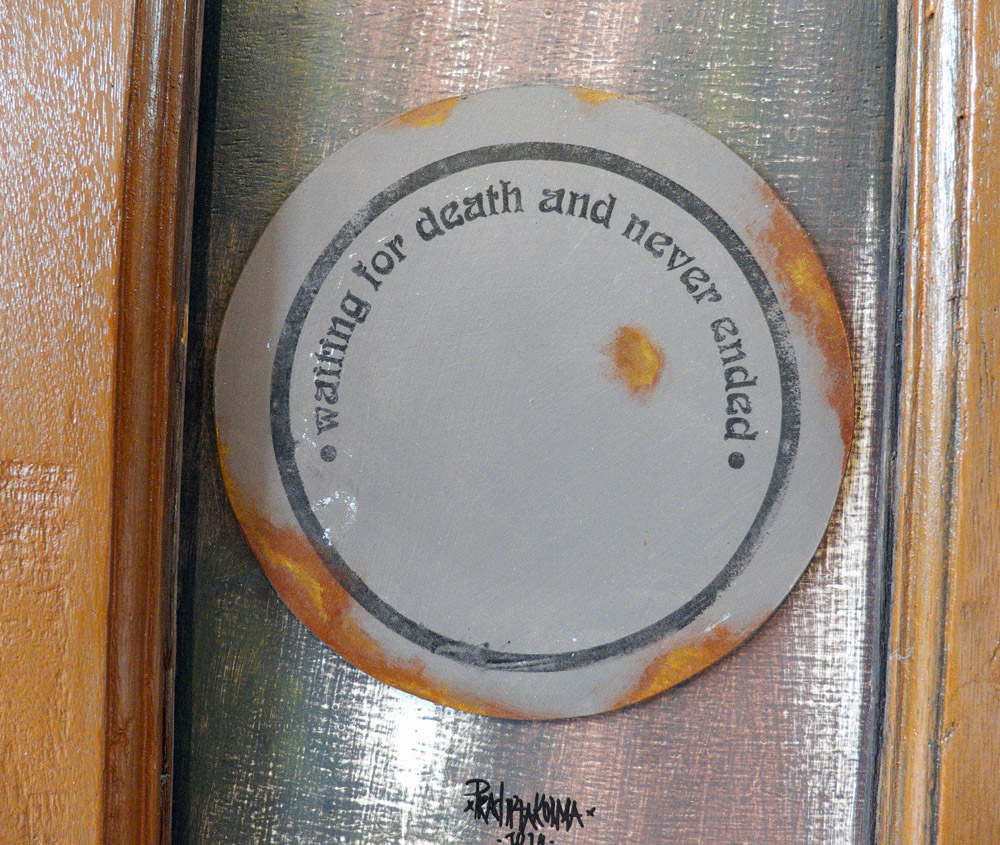 • waiting for death and never ended •